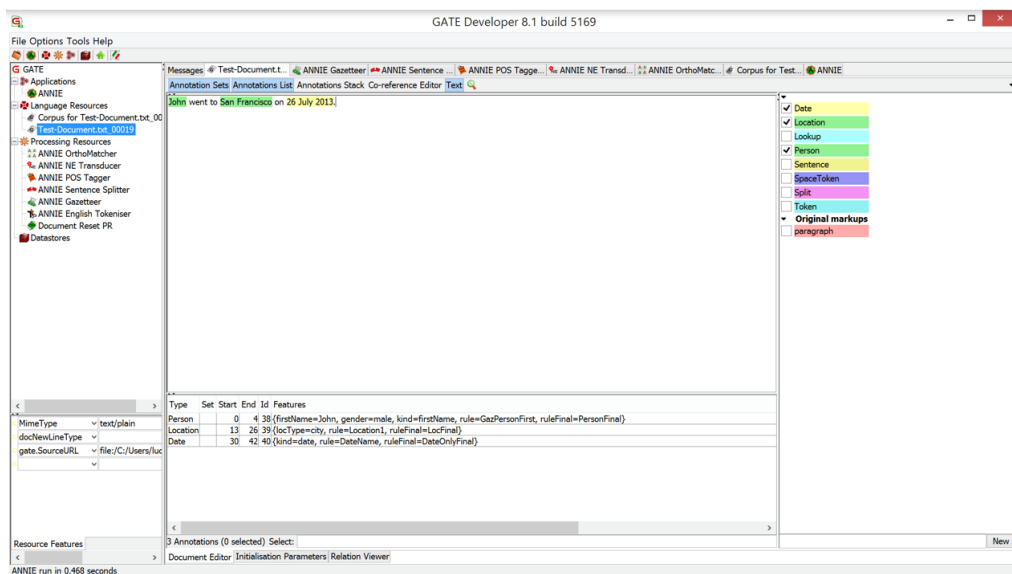 GATE Developer 8.1 build 5169
File Options Tools Help
GATE
Applications
ANNIE
Language Resources
Corpus for Test-Document.txt_00
Test-Document.txt_00019
Processing Resources
ANNIE OrthoMatcher
ANNIE NE Transducer
ANNIE POS Tagger
ANNIE Sentence Splitter
ANNIE Gazetteer
ANNIE English Tokeniser
Document Reset PR
Datastores
MimeType text/plain
docNewLineType
gate.SourceURL file:/C:/Users/luc
Resource Features
ANNIE run in 0.468 seconds
Messages Test-Document.t... ANNIE Gazetteer ANNIE Sentence ... ANNIE POS Tagge... ANNIE NE Transd... ANNIE OrthoMatc... Corpus for Test... ANNIE
Annotation Sets Annotations List Annotations Stack Co-reference Editor Text
John went to San Francisco on 26 July 2013.
Type Set Start End Id Features
Person 0 4 38 {firstName=John, gender=male, kind=firstName, rule=GazPersonFirst, ruleFinal=PersonFinal}
Location 13 26 39 {locType=city, rule=Location1, ruleFinal=LocFinal}
Date 30 42 40 {kind=date, rule=DateName, ruleFinal=DateOnlyFinal}
3 Annotations (0 selected) Select:
Document Editor Initialisation Parameters Relation Viewer
Date
Location
Lookup
Person
Sentence
SpaceToken
Split
Token
Original markups
paragraph
New